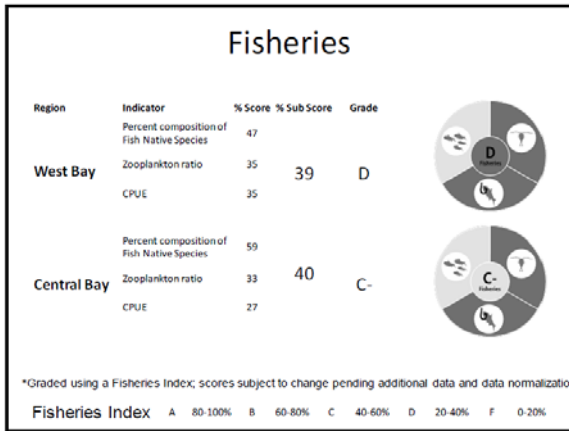 Fisheries
Region Indicator % Score % Sub Score Grade
Percent composition of
Fish Native Species 47
West Bay Zooplankton ratio 35 39 D
CPUE 35
D
Fisheries
Percent composition of
Fish Native Species 59
Central Bay Zooplankton ratio 33 40 C-
CPUE 27
C-
Fisheries
*Graded using a Fisheries Index; scores subject to change pending additional data and data normalizatio
Fisheries Index A 80-100% B 60-80% C 40-60% D 20-40% F 0-20%